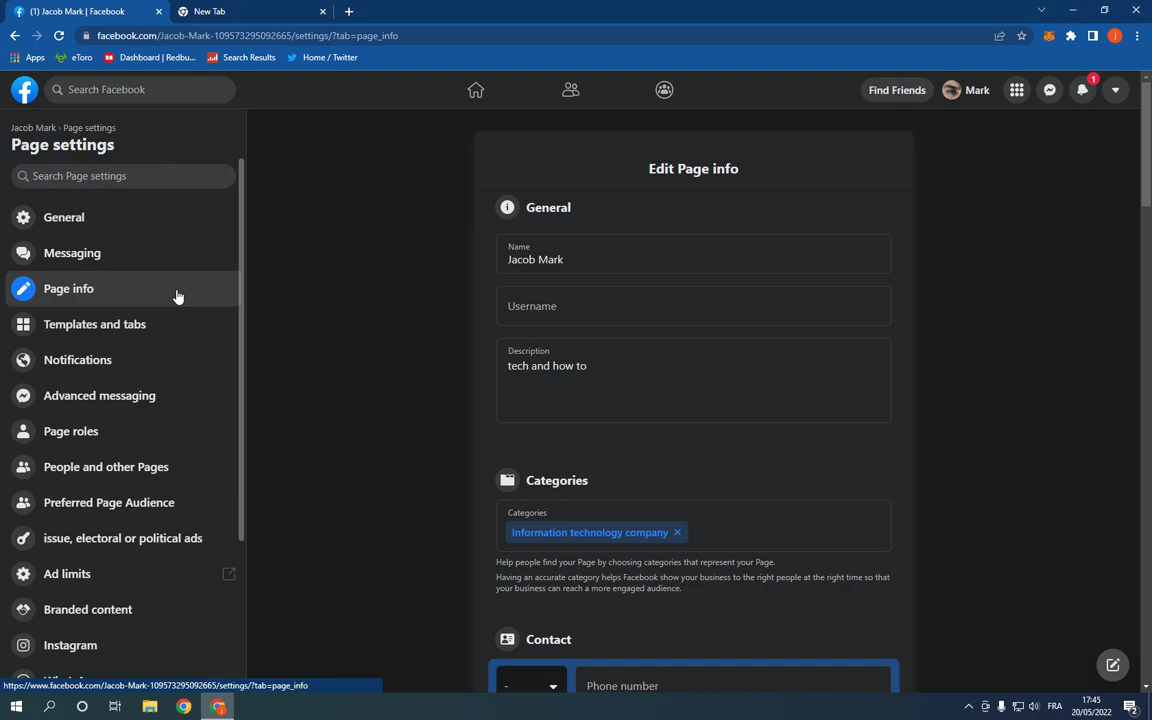 (1) Jacob Mark | Facebook
New Tab
facebook.com/Jacob-Mark-109573295092665/settings/?tab=page_info
Apps
eToro
Dashboard | Redbu...
Search Results
Home / Twitter
Search Facebook
Find Friends
Mark
1
Jacob Mark › Page settings
Page settings
Search Page settings
General
Messaging
Page info
Templates and tabs
Notifications
Advanced messaging
Page roles
People and other Pages
Preferred Page Audience
issue, electoral or political ads
Ad limits
Branded content
Instagram
Edit Page info
General
Name
Jacob Mark
Username
Description
tech and how to
Categories
Categories
Information technology company
Help people find your Page by choosing categories that represent your Page.
Having an accurate category helps Facebook show your business to the right people at the right time so that
your business can reach a more engaged audience.
Contact
-
Phone number
https://www.facebook.com/Jacob-Mark-109573295092665/settings/?tab=page_info
FRA
17:45
20/05/2022
2